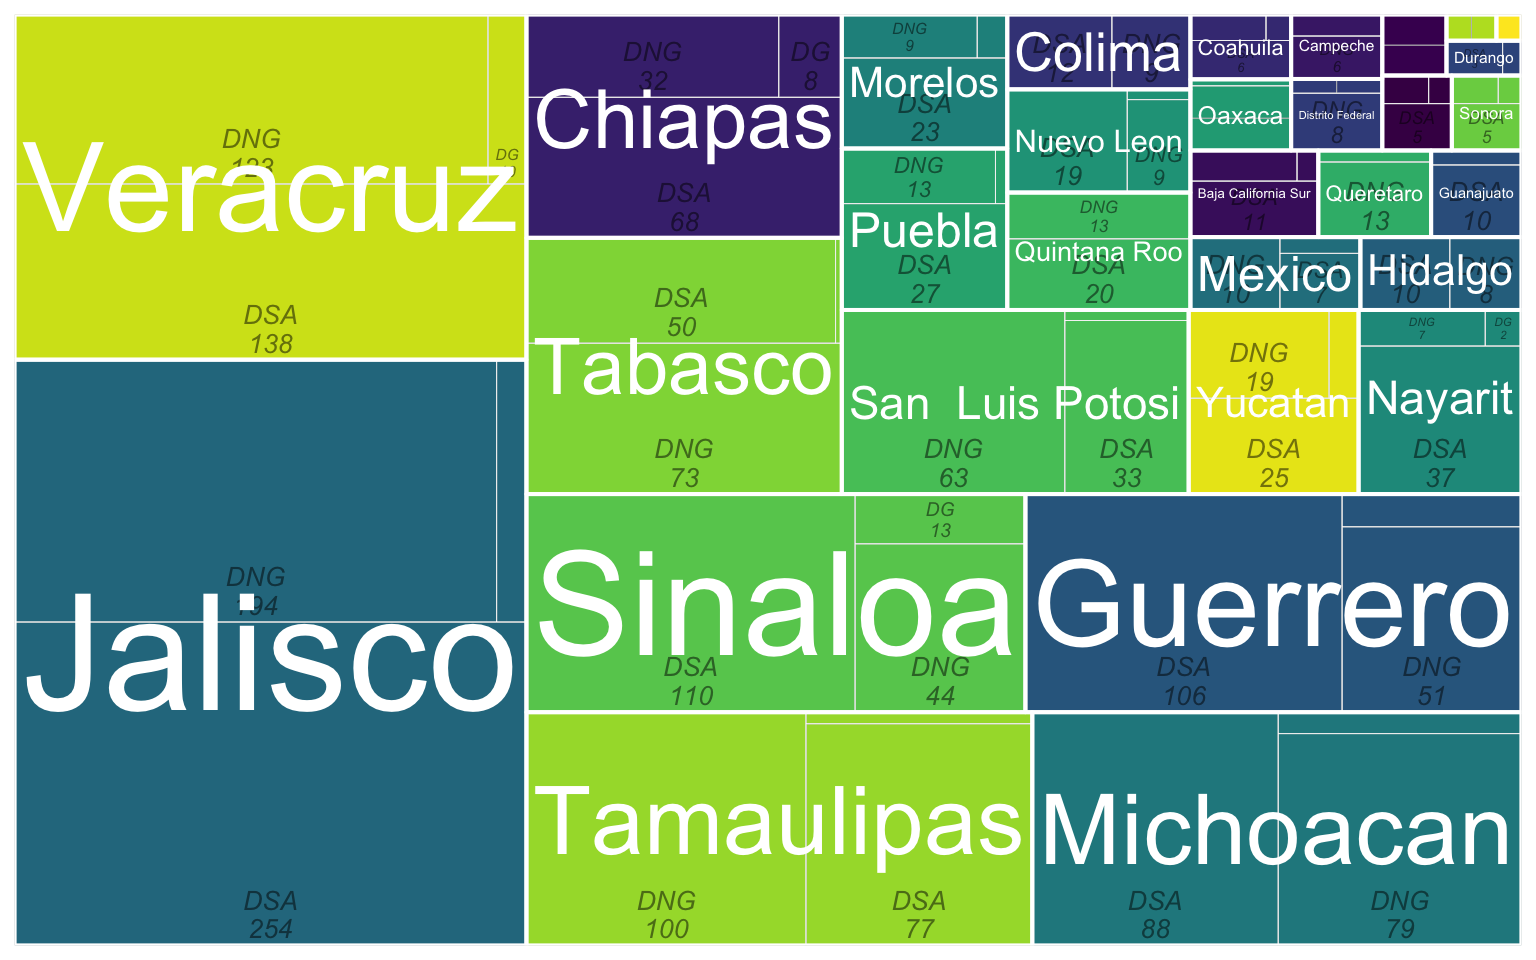 DNG
123
DG
Veracruz
DSA
138
DNG
194
Jalisco
DSA
254
DNG
32
DG
8
Chiapas
DSA
68
DSA
50
Tabasco
DNG
73
DNG
9
Morelos
DSA
23
DNG
13
Puebla
DSA
27
DSA
12
DNG
9
Colima
Nuevo Leon
DSA
19
DNG
9
DNG
13
Quintana Roo
DSA
20
Coahuila
6
Campeche
6
DSA
Durango
Oaxaca
DNG
Distrito Federal
8
DSA
5
Sonora
DSA
5
Baja California Sur
DSA
11
DNG
Queretaro
13
DSA
Guanajuato
10
DNG
Mexico
10
DSA
7
DSA
Hidalgo
10
DNG
8
San Luis Potosi
DNG
63
DSA
33
DNG
19
Yucatan
DSA
25
DNG
7
DG
2
Nayarit
DSA
37
DG
13
Sinaloa
DSA
110
DNG
44
Guerrero
DSA
106
DNG
51
Tamaulipas
DNG
100
DSA
77
Michoacan
DSA
88
DNG
79